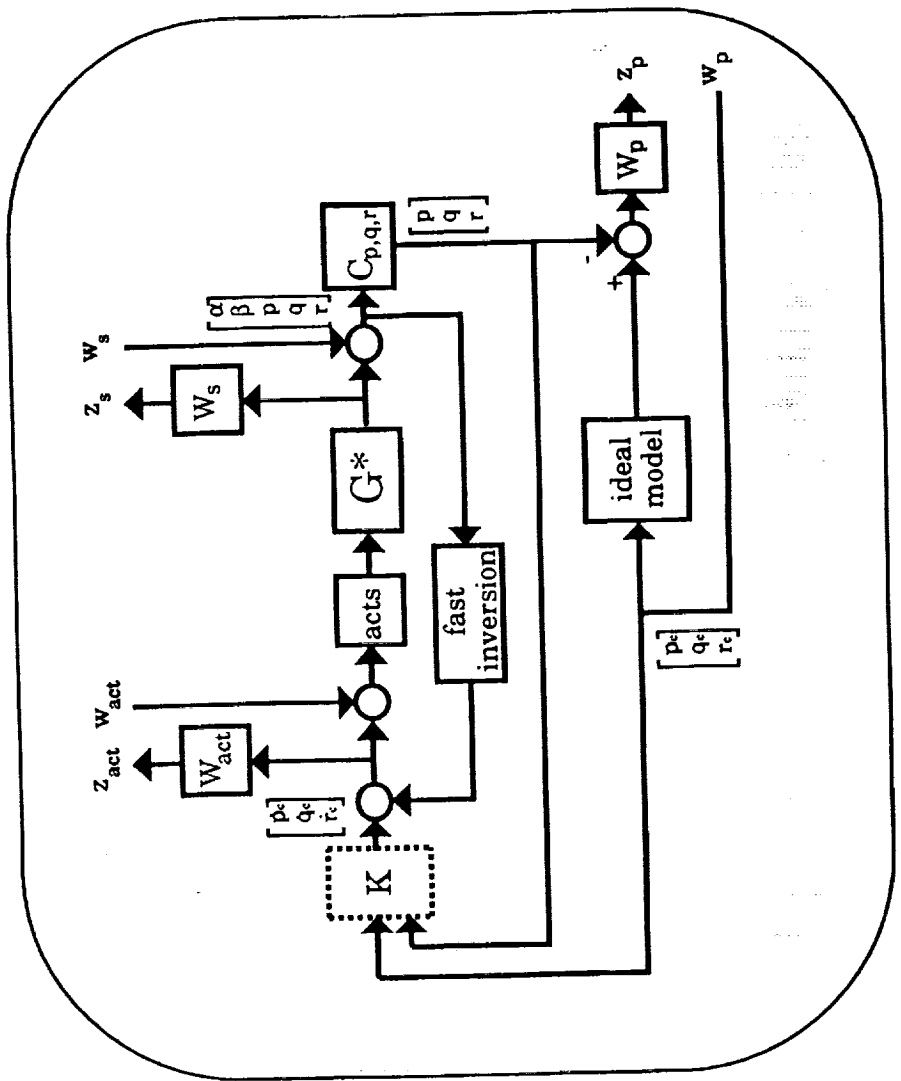 z_act
w_act
z_s
w_s
W_act
W_s
ṗ_c
q̇_c
ṙ_c
α
β
p
q
r
K
acts
G*
C_p,q,r
p
q
r
fast
inversion
-
+
ideal
model
W_p
z_p
p_c
q_c
r_c
w_p